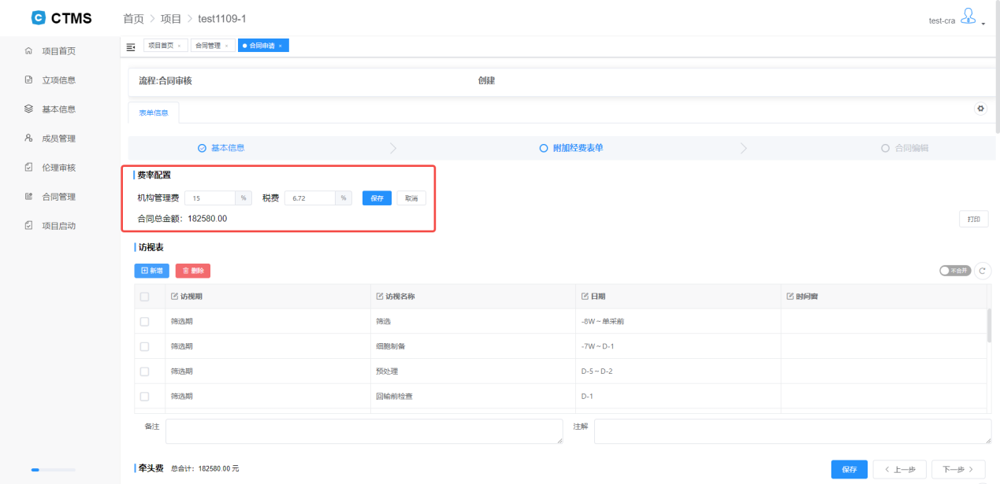 CTMS
首页 > 项目 > test1109-1
test-cra
项目首页
立项信息
基本信息
成员管理
伦理审核
合同管理
项目启动
项目首页 × 合同管理 × 合同申请 ×
流程:合同审核 创建
表单信息
基本信息 附加经费表单 合同编辑
费率配置
机构管理费 15 % 税费 6.72 % 保存 取消
合同总金额: 182580.00
打印
访视表
新增 删除 不合并
访视期 访视名称 日期 时间窗
筛选期 筛选 -8W~单采前
筛选期 细胞制备 -7W~D-1
筛选期 预处理 D-5~D-2
筛选期 回输前检查 D-1
备注 注解
牵头费 总合计: 182580.00 元
保存 < 上一步 下一步 >